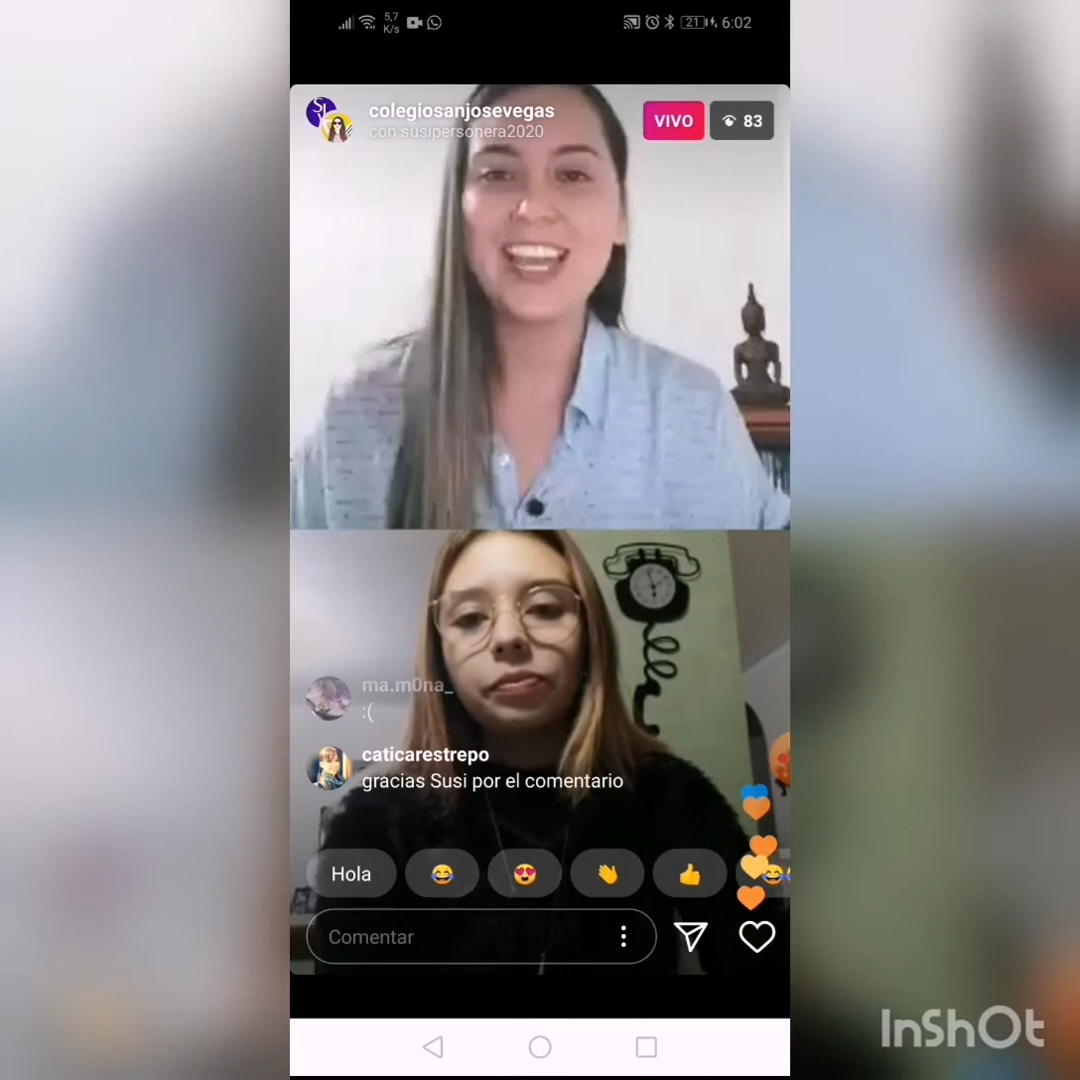 5,7
K/s
21
6:02
colegiosanjosevegas
con susipersonera2020
VIVO
83
ma.m0na_
:(
caticarestrepo
gracias Susi por el comentario
Hola
Comentar
InShOt